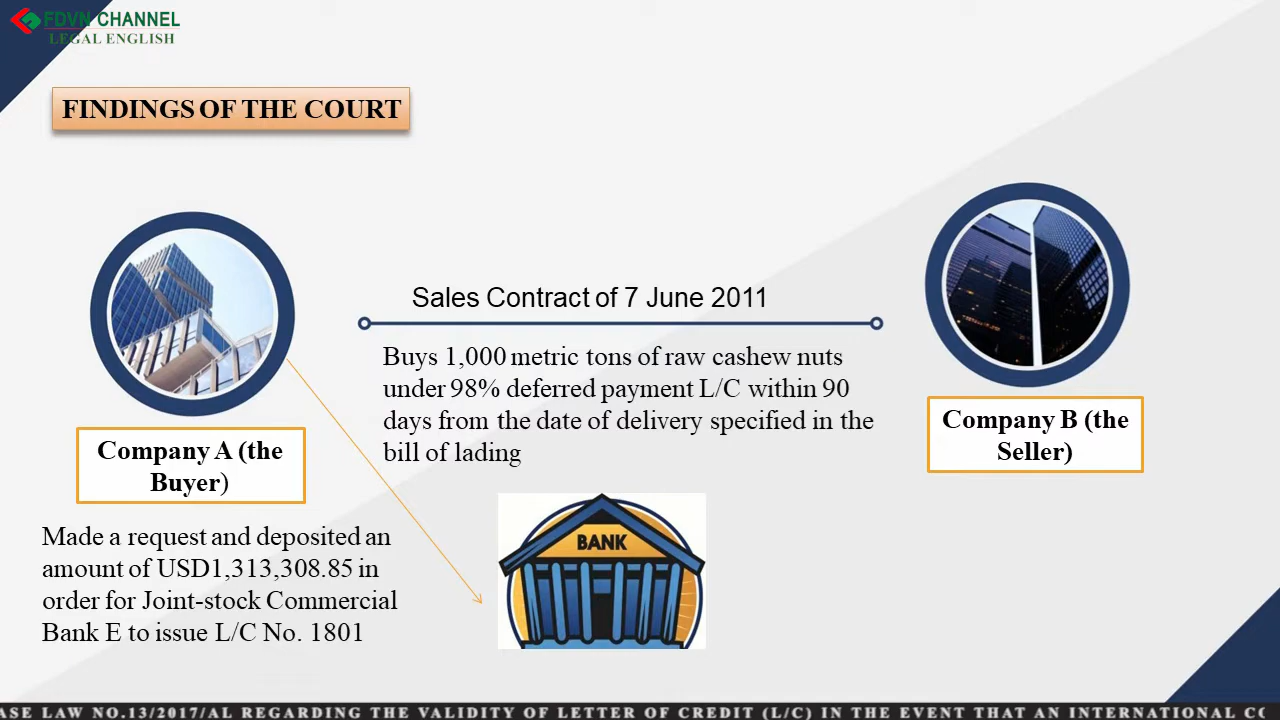 FDVN CHANNEL
LEGAL ENGLISH
FINDINGS OF THE COURT
Sales Contract of 7 June 2011
Buys 1,000 metric tons of raw cashew nuts
under 98% deferred payment L/C within 90
days from the date of delivery specified in the
bill of lading
Company A (the
Buyer)
Company B (the
Seller)
Made a request and deposited an
amount of USD1,313,308.85 in
order for Joint-stock Commercial
Bank E to issue L/C No. 1801
BANK
LAW NO.13/2017/AL REGARDING THE VALIDITY OF LETTER OF CREDIT (L/C) IN THE EVENT THAT AN INTERNATIONAL